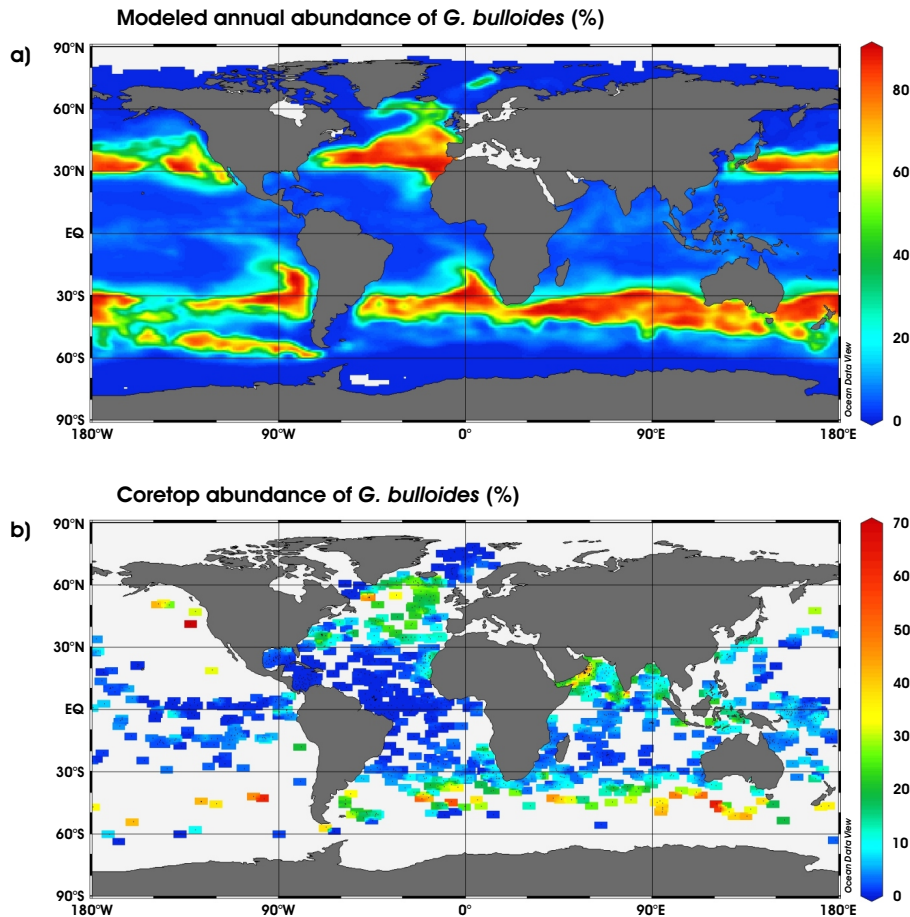 Modeled annual abundance of G. bulloides (%)
a)
90°N
60°N
30°N
EQ
30°S
60°S
90°S
180°W
90°W
0°
90°E
180°E
Ocean Data View
80
60
40
20
0
Coretop abundance of G. bulloides (%)
b)
90°N
60°N
30°N
EQ
30°S
60°S
90°S
180°W
90°W
0°
90°E
180°E
Ocean Data View
70
60
50
40
30
20
10
0